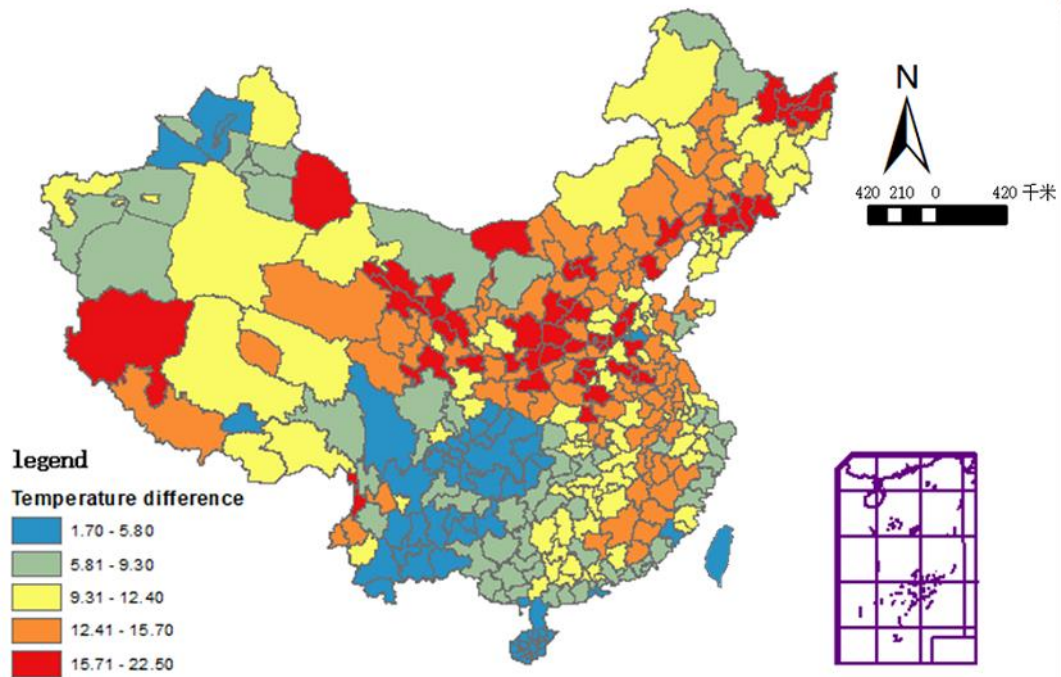 N
420 210 0 420 千米
legend
Temperature difference
1.70 - 5.80
5.81 - 9.30
9.31 - 12.40
12.41 - 15.70
15.71 - 22.50